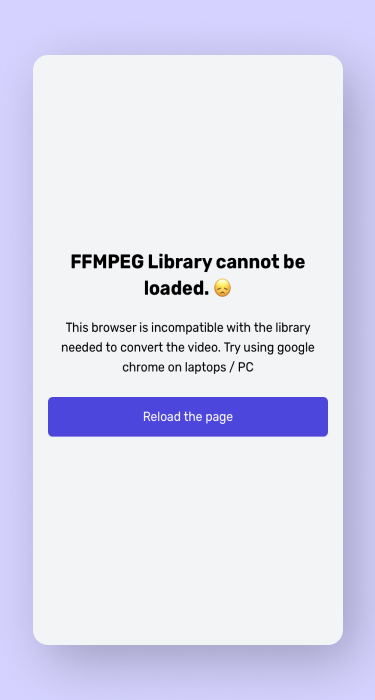 FFMPEG Library cannot be
loaded. 😞
This browser is incompatible with the library
needed to convert the video. Try using google
chrome on laptops / PC
Reload the page